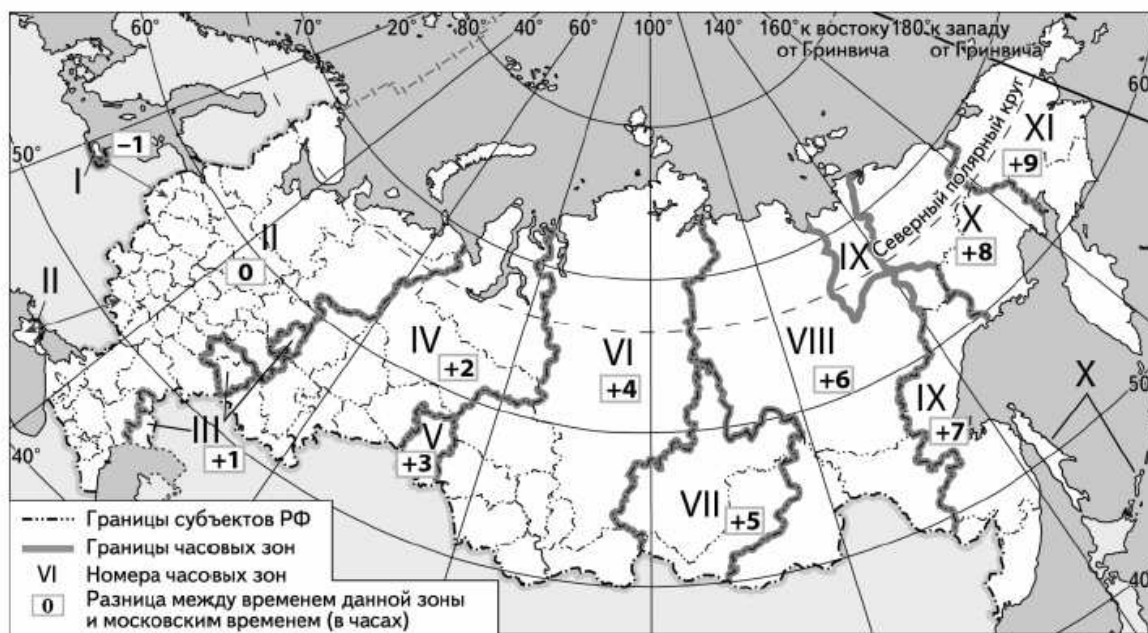 60° 70° 20° 40° 60° 80° 100° 120° 140° 160° к востоку 180° к западу
от Гринвича от Гринвича
60°
50°
-1
I
II
0
II
40°
III
+1
IV
+2
V
+3
VI
+4
VII
+5
VIII
+6
IX
IX
+7
Северный полярный круг
X
+8
XI
+9
X
50
40
Границы субъектов РФ
Границы часовых зон
VI Номера часовых зон
0 Разница между временем данной зоны
и московским временем (в часах)